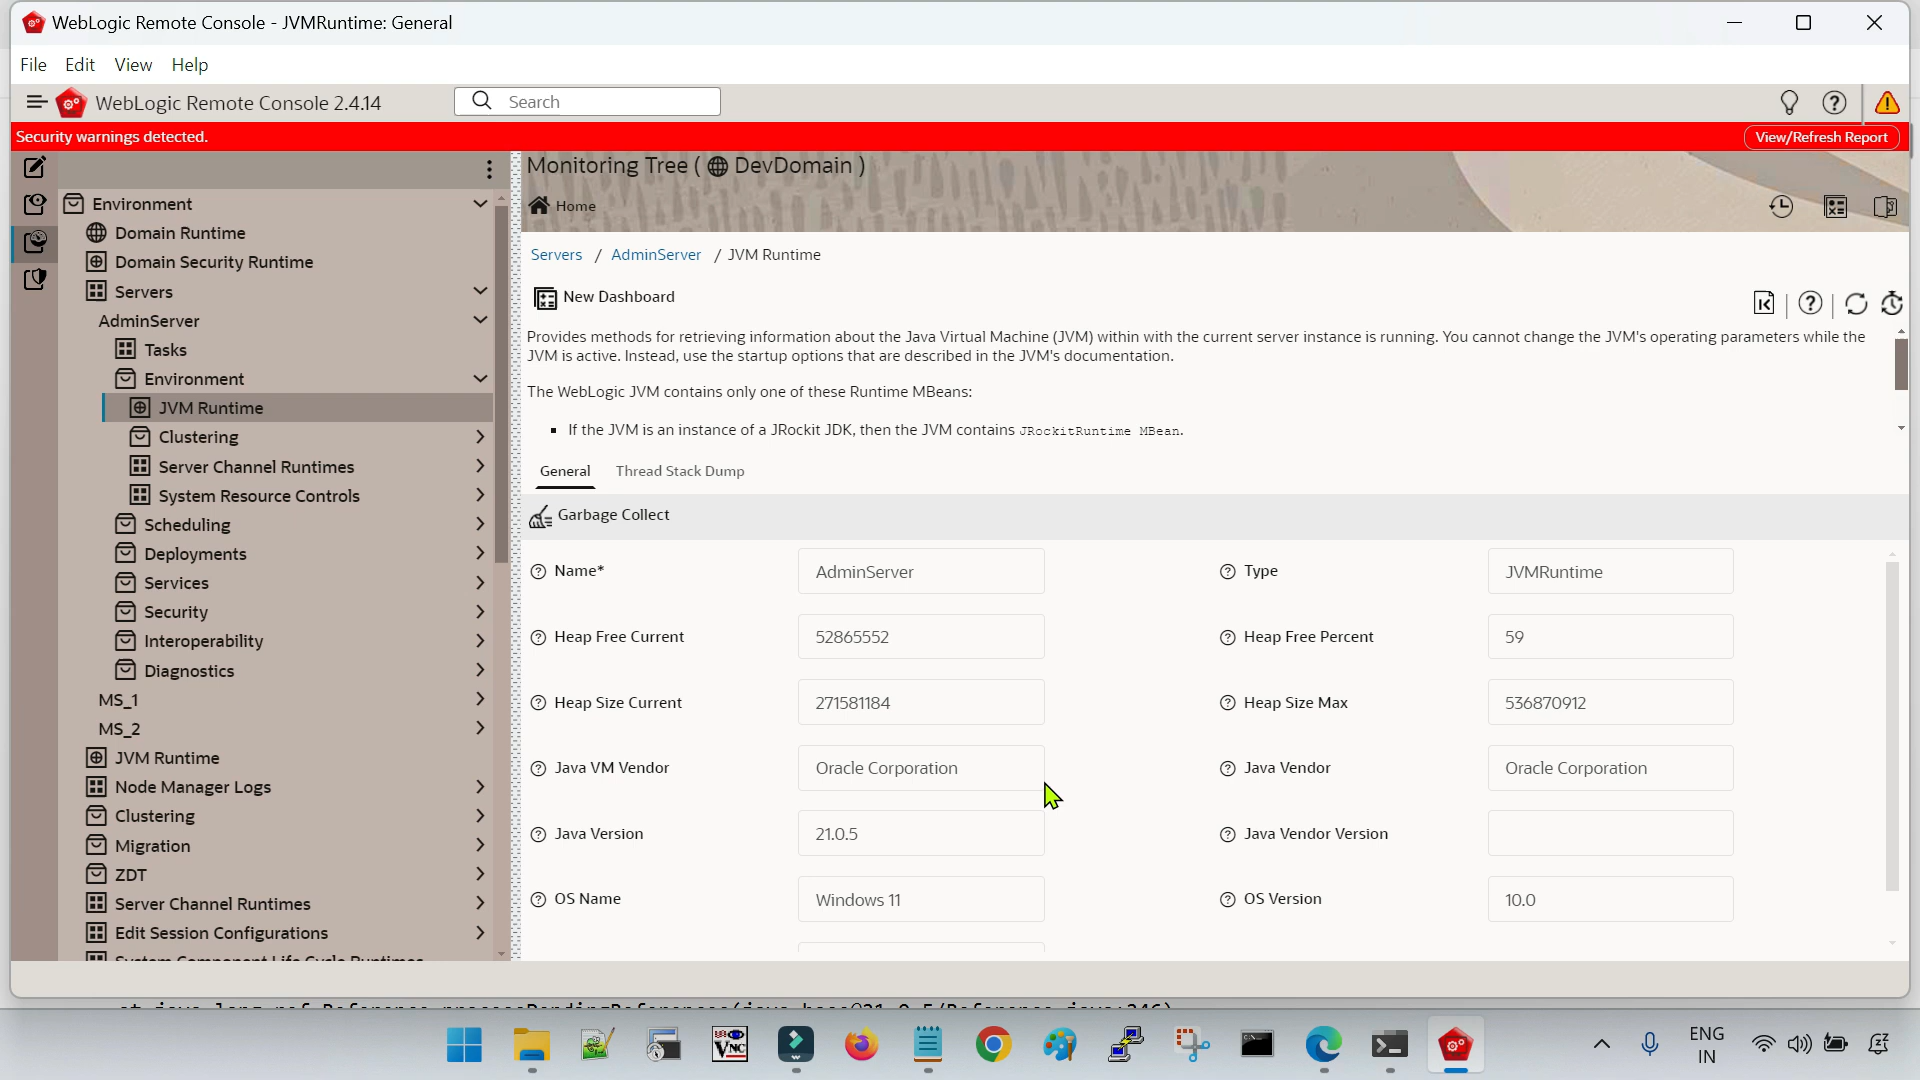 WebLogic Remote Console - JVMRuntime: General
File Edit View Help
WebLogic Remote Console 2.4.14
Search
Security warnings detected.
View/Refresh Report
Monitoring Tree ( DevDomain )
Home
Environment
Domain Runtime
Domain Security Runtime
Servers
AdminServer
Tasks
Environment
JVM Runtime
Clustering
Server Channel Runtimes
System Resource Controls
Scheduling
Deployments
Services
Security
Interoperability
Diagnostics
MS_1
MS_2
JVM Runtime
Node Manager Logs
Clustering
Migration
ZDT
Server Channel Runtimes
Edit Session Configurations
System Component Life Cycle Runtimes
Servers / AdminServer / JVM Runtime
New Dashboard
Provides methods for retrieving information about the Java Virtual Machine (JVM) within with the current server instance is running. You cannot change the JVM's operating parameters while the
JVM is active. Instead, use the startup options that are described in the JVM's documentation.
The WebLogic JVM contains only one of these Runtime MBeans:
▪ If the JVM is an instance of a JRockit JDK, then the JVM contains JRockitRuntime MBean.
General Thread Stack Dump
Garbage Collect
Name* AdminServer Type JVMRuntime
Heap Free Current 52865552 Heap Free Percent 59
Heap Size Current 271581184 Heap Size Max 536870912
Java VM Vendor Oracle Corporation Java Vendor Oracle Corporation
Java Version 21.0.5 Java Vendor Version
OS Name Windows 11 OS Version 10.0
ENG
IN